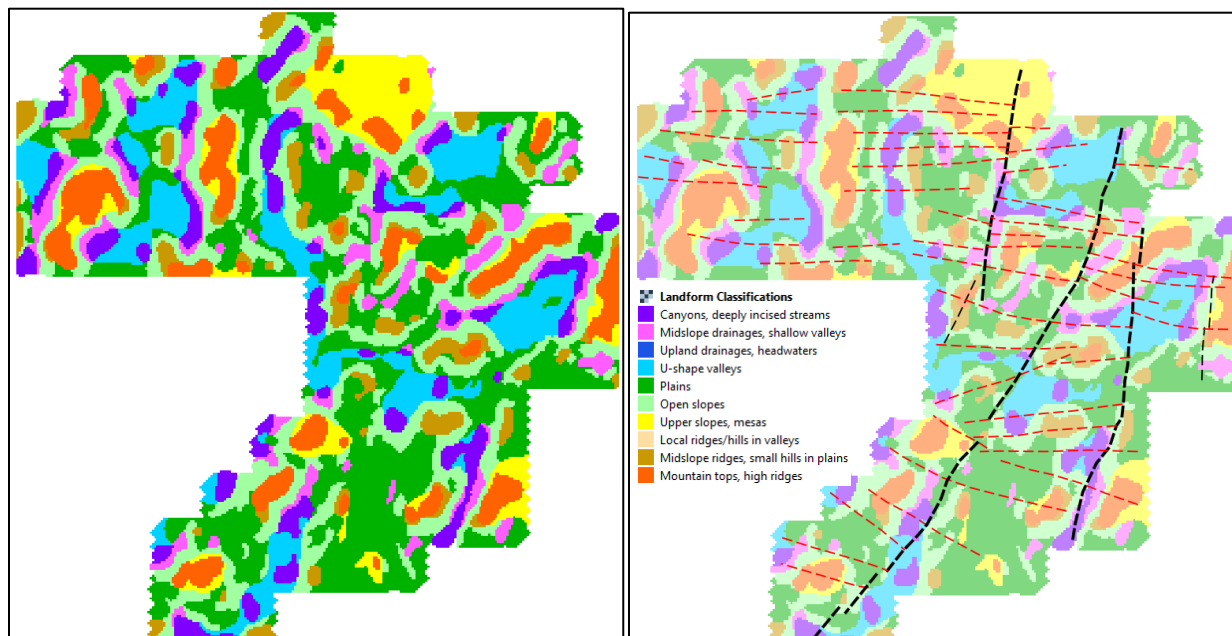 Landform Classifications
Canyons, deeply incised streams
Midslope drainages, shallow valleys
Upland drainages, headwaters
U-shape valleys
Plains
Open slopes
Upper slopes, mesas
Local ridges/hills in valleys
Midslope ridges, small hills in plains
Mountain tops, high ridges